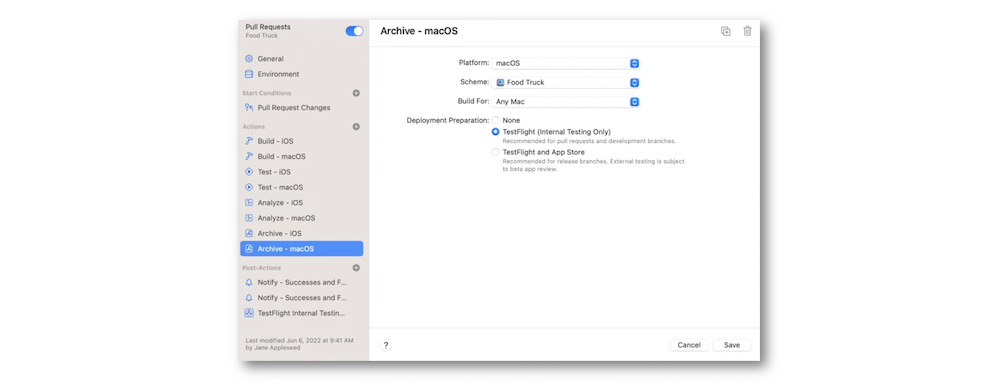 Pull Requests
Food Truck
General
Environment
Start Conditions
Pull Request Changes
Actions
Build - iOS
Build - macOS
Test - iOS
Test - macOS
Analyze - iOS
Analyze - macOS
Archive - iOS
Archive - macOS
Post-Actions
Notify - Successes and F...
Notify - Successes and F...
TestFlight Internal Testin...
Last modified Jun 6, 2022 at 9:41 AM
by Jane Appleseed
Archive - macOS
Platform: macOS
Scheme: Food Truck
Build For: Any Mac
Deployment Preparation: None
TestFlight (Internal Testing Only)
Recommended for pull requests and development branches.
TestFlight and App Store
Recommended for release branches. External testing is subject
to beta app review.
? Cancel Save